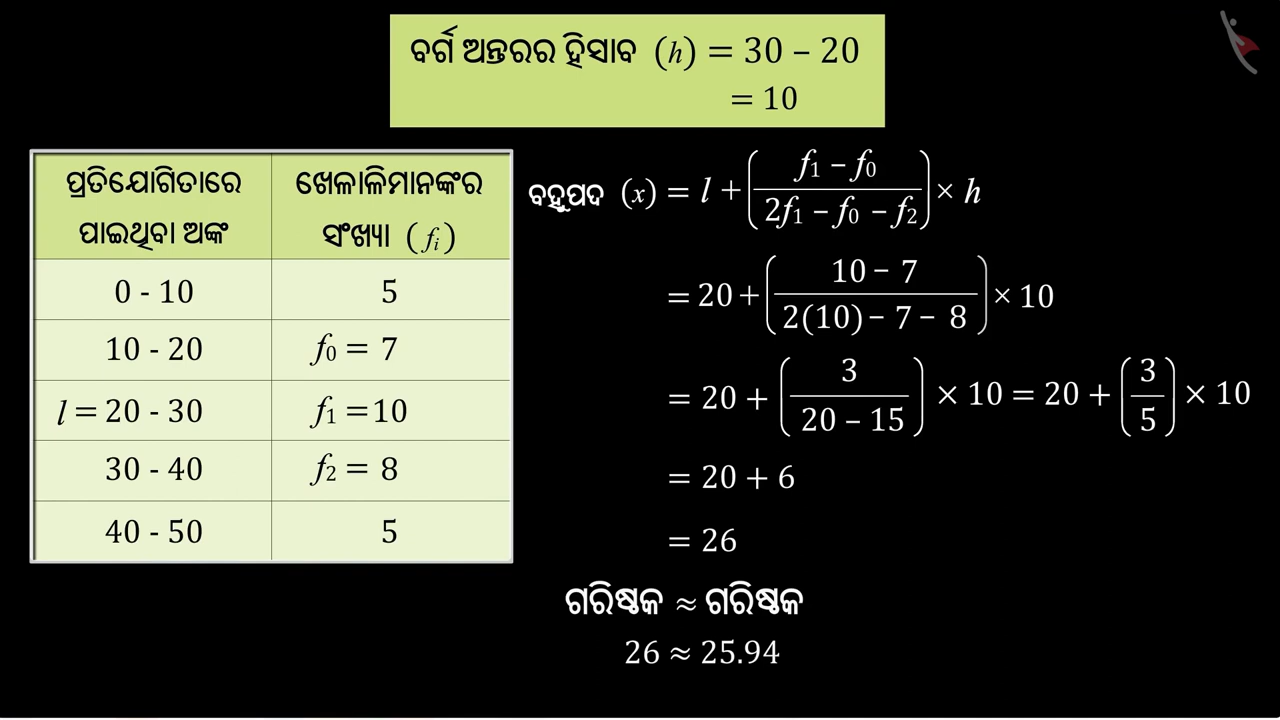 ବର୍ଗ ଅନ୍ତରର ହିସାବ (h) = 30 – 20
= 10
ପ୍ରତିଯୋଗିତାରେ ପାଇଥିବା ଅଙ୍କ | ଖେଳାଳିମାନଙ୍କର ସଂଖ୍ୟା (fᵢ)
0 - 10 | 5
10 - 20 | f₀ = 7
l = 20 - 30 | f₁ = 10
30 - 40 | f₂ = 8
40 - 50 | 5
ବହୁପଦ (x) = l + ((f₁ – f₀) / (2f₁ – f₀ – f₂)) × h
= 20 + ((10 – 7) / (2(10) – 7 – 8)) × 10
= 20 + (3 / (20 – 15)) × 10 = 20 + (3/5) × 10
= 20 + 6
= 26
ଗରିଷ୍ଠକ ≈ ଗରିଷ୍ଠକ
26 ≈ 25.94